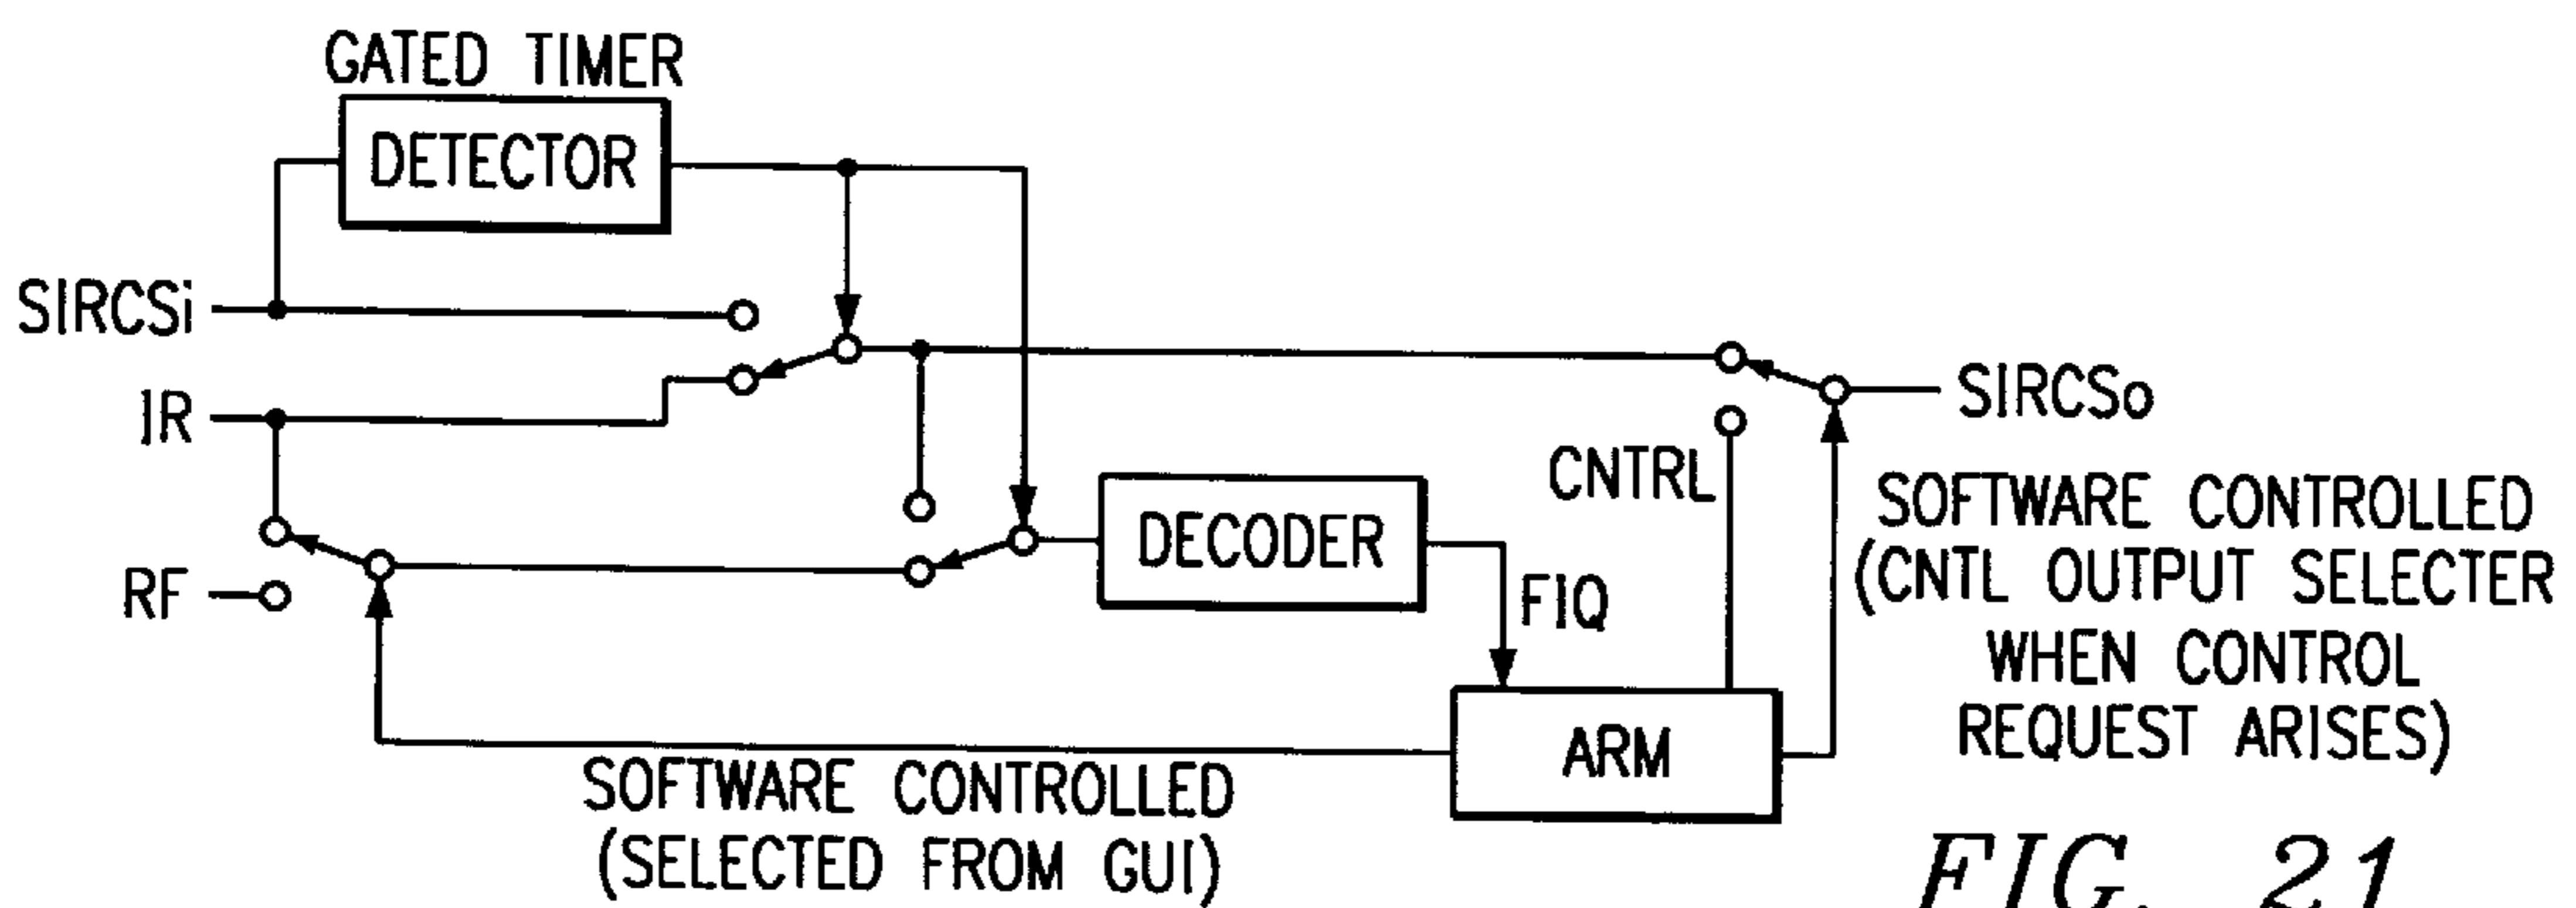 GATED TIMER
DETECTOR
SIRCSi
IR
RF
DECODER
FIQ
CNTRL
SIRCSo
SOFTWARE CONTROLLED
(CNTL OUTPUT SELECTER
WHEN CONTROL
REQUEST ARISES)
ARM
SOFTWARE CONTROLLED
(SELECTED FROM GUI)
FIG. 21